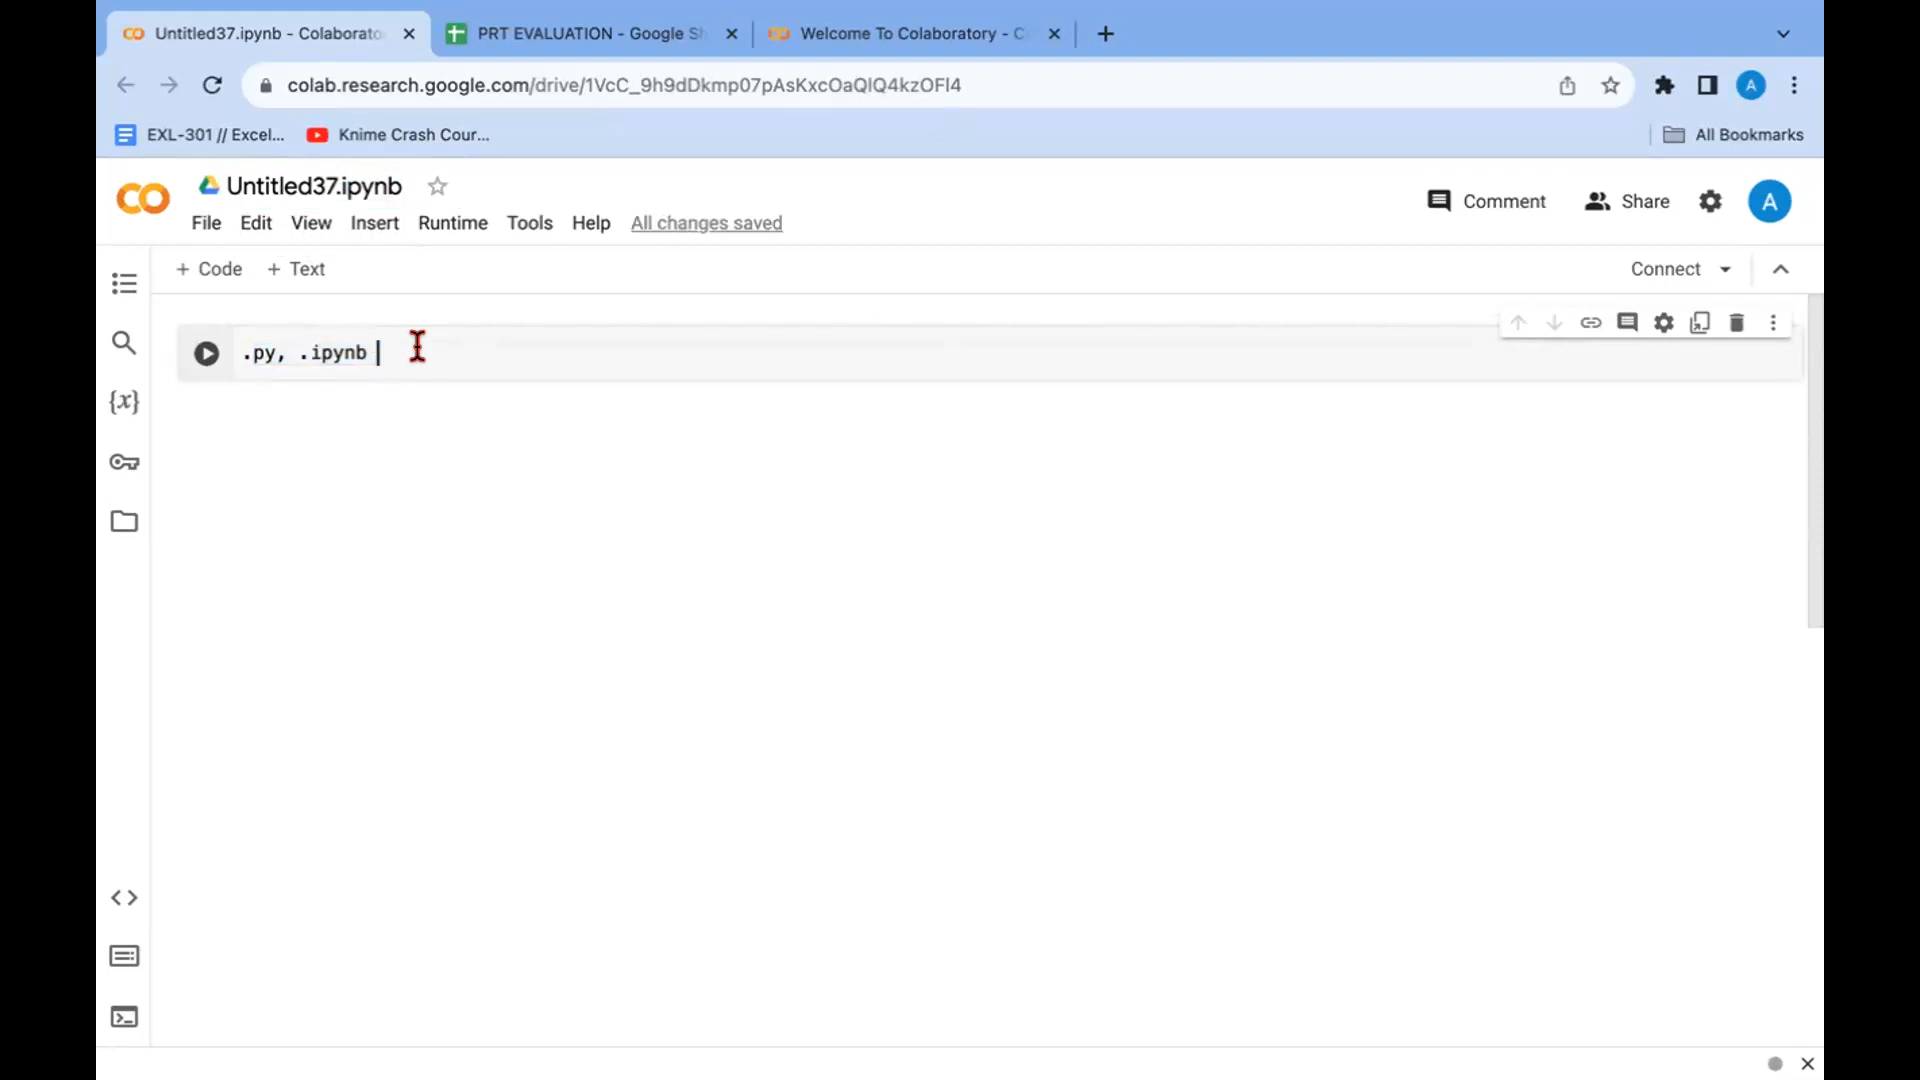 Untitled37.ipynb - Colaborato
PRT EVALUATION - Google Sh
Welcome To Colaboratory - C
colab.research.google.com/drive/1VcC_9h9dDkmp07pAsKxcOaQlQ4kzOFl4
A
EXL-301 // Excel...
Knime Crash Cour...
All Bookmarks
CO
Untitled37.ipynb
File Edit View Insert Runtime Tools Help All changes saved
Comment
Share
A
+ Code + Text
Connect
.py, .ipynb
{x}